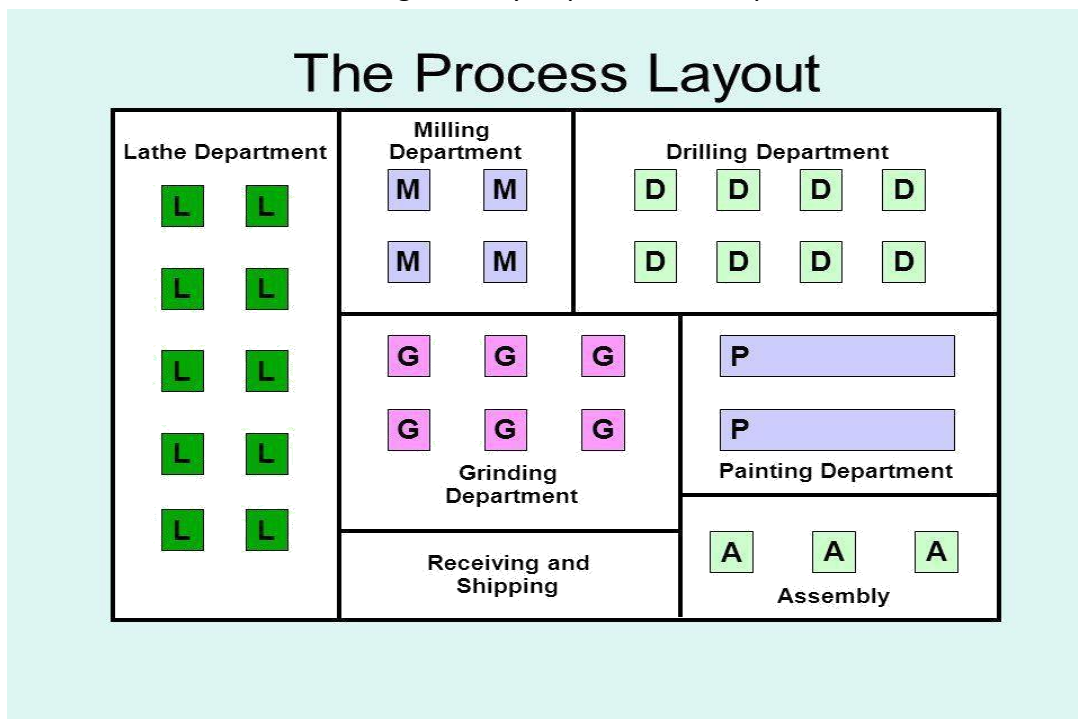 The Process Layout
Lathe Department
L L
L L
L L
L L
L L
Milling
Department
M M
M M
Drilling Department
D D D D
D D D D
G G G
G G G
Grinding
Department
P
P
Painting Department
Receiving and
Shipping
A A A
Assembly